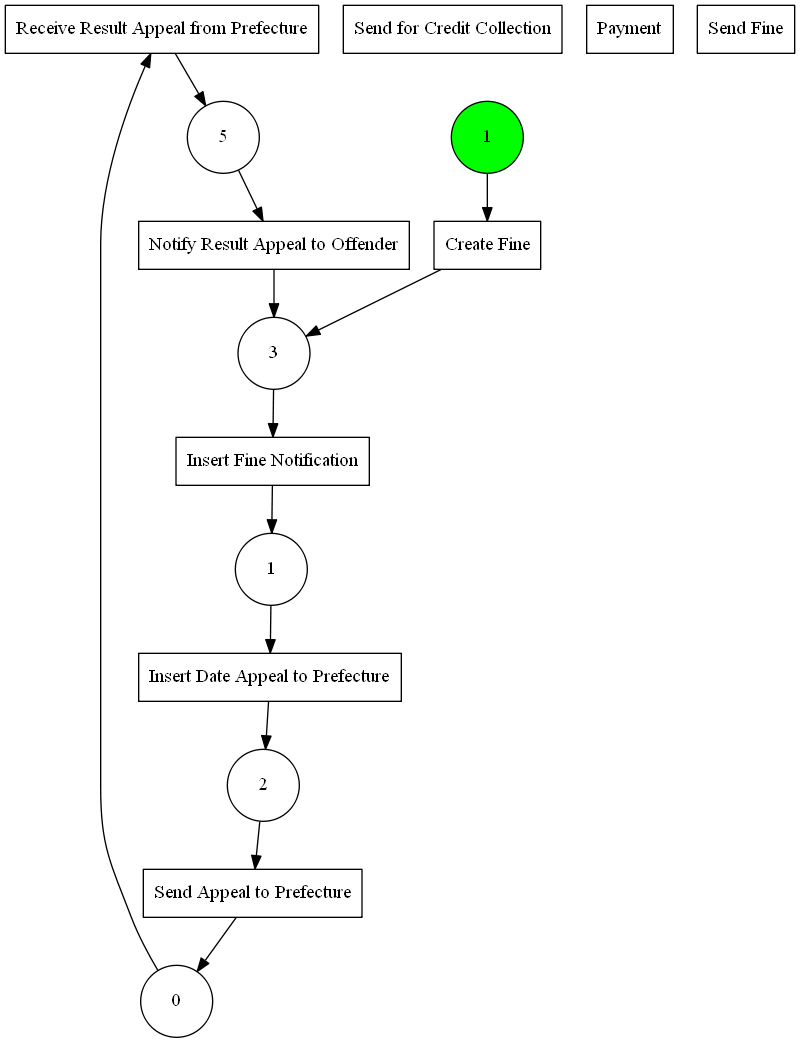 Receive Result Appeal from Prefecture
Send for Credit Collection
Payment
Send Fine
5
1
Notify Result Appeal to Offender
Create Fine
3
Insert Fine Notification
1
Insert Date Appeal to Prefecture
2
Send Appeal to Prefecture
0